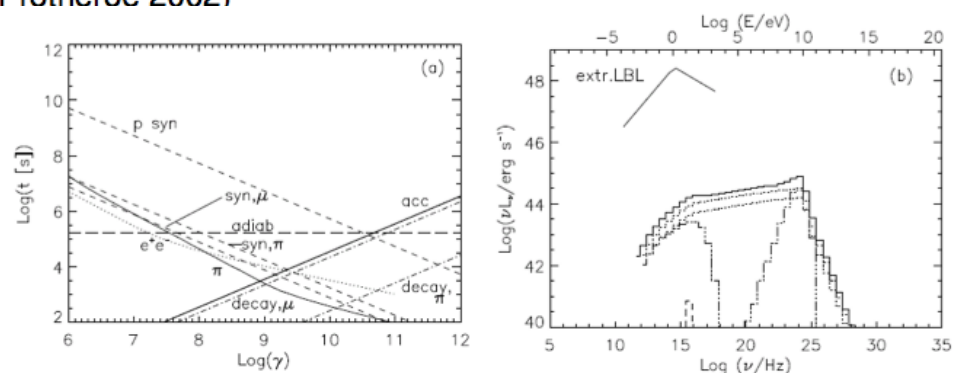 Protheroe 2002)
(a)
p syn
syn,μ
acc
adiab
e⁺e⁻
syn,π
π
decay,μ
decay,
π
Log(t [s])
12
10
8
6
4
2
6 7 8 9 10 11 12
Log(γ)
Log (E/eV)
-5 0 5 10 15 20
extr.LBL
(b)
Log(νLᵥ/erg s⁻¹)
48
46
44
42
40
5 10 15 20 25 30 35
Log (ν/Hz)